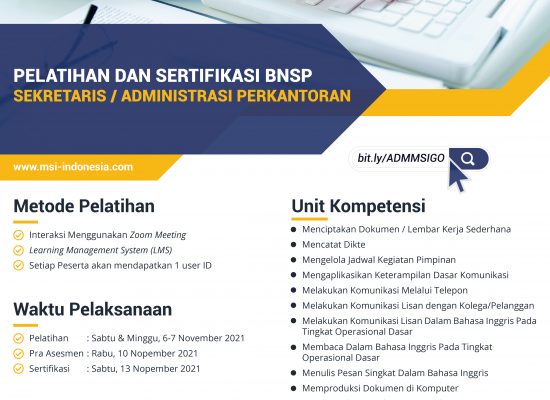 PELATIHAN DAN SERTIFIKASI BNSP
SEKRETARIS / ADMINISTRASI PERKANTORAN
www.msi-indonesia.com
bit.ly/ADMMSIGO
Metode Pelatihan
Interaksi Menggunakan Zoom Meeting
Learning Management System (LMS)
Setiap Peserta akan mendapatkan 1 user ID
Waktu Pelaksanaan
Pelatihan : Sabtu & Minggu, 6-7 November 2021
Pra Asesmen : Rabu, 10 Nopember 2021
Sertifikasi : Sabtu, 13 Nopember 2021
Unit Kompetensi
Menciptakan Dokumen / Lembar Kerja Sederhana
Mencatat Dikte
Mengelola Jadwal Kegiatan Pimpinan
Mengaplikasikan Keterampilan Dasar Komunikasi
Melakukan Komunikasi Melalui Telepon
Melakukan Komunikasi Lisan dengan Kolega/Pelanggan
Melakukan Komunikasi Lisan Dalam Bahasa Inggris Pada
Tingkat Operasional Dasar
Membaca Dalam Bahasa Inggris Pada Tingkat
Operasional Dasar
Menulis Pesan Singkat Dalam Bahasa Inggris
Memproduksi Dokumen di Komputer